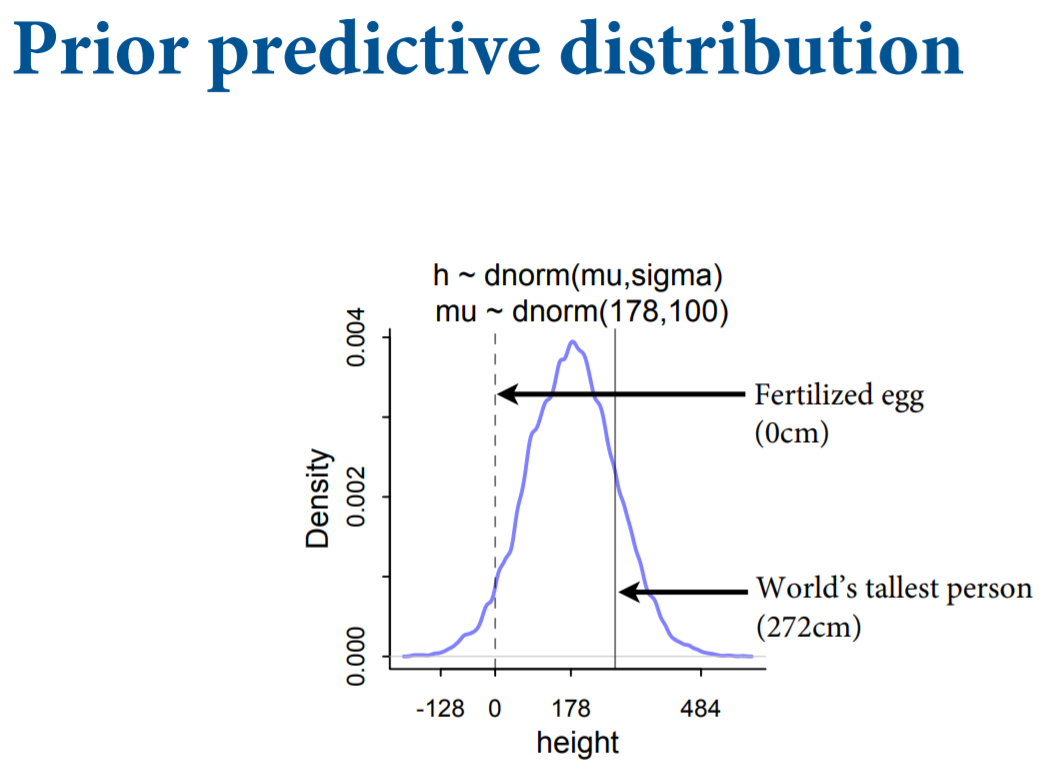 Prior predictive distribution
h ~ dnorm(mu,sigma)
mu ~ dnorm(178,100)
0.004
0.002
0.000
Density
Fertilized egg
(0cm)
World’s tallest person
(272cm)
-128 0 178 484
height